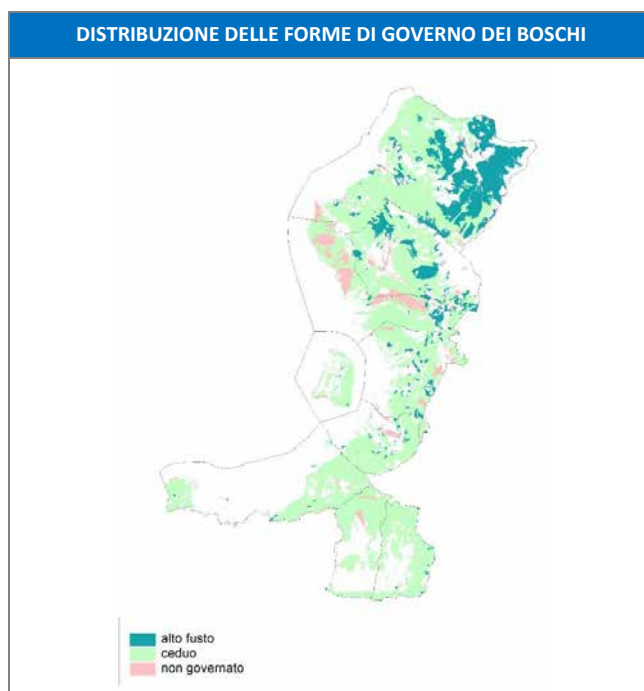 DISTRIBUZIONE DELLE FORME DI GOVERNO DEI BOSCHI
alto fusto
ceduo
non governato